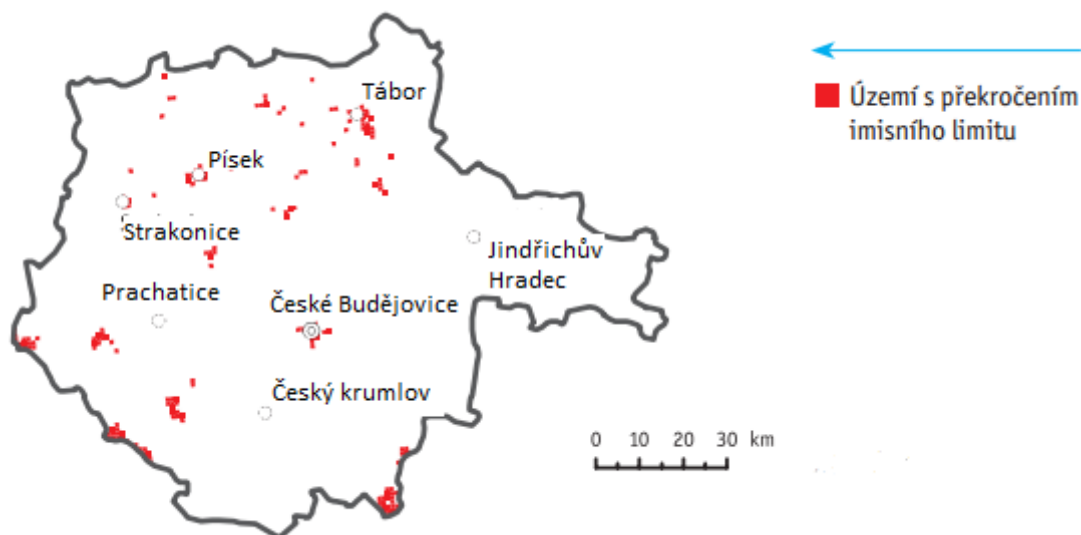 Tábor
Území s překročením
imisního limitu
Písek
Strakonice
Jindřichův
Hradec
Prachatice
České Budějovice
Český krumlov
0 10 20 30 km